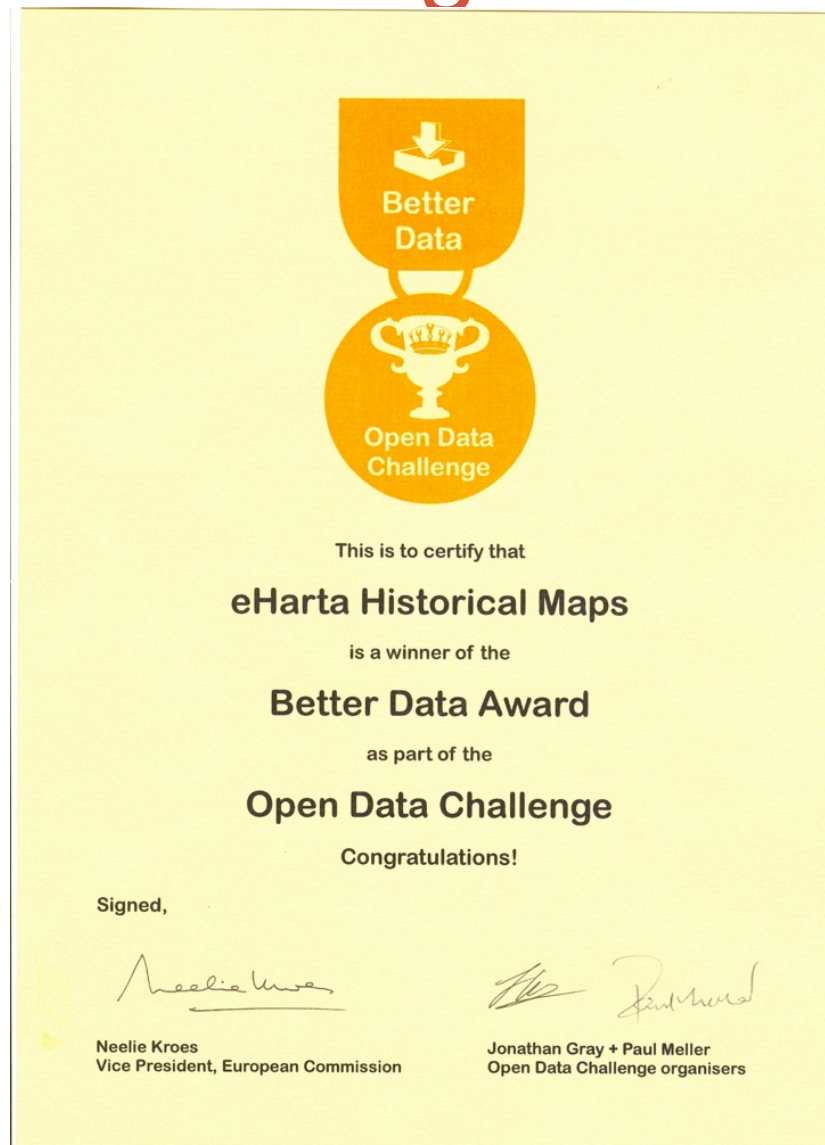 Better
Data
Open Data
Challenge
This is to certify that
eHarta Historical Maps
is a winner of the
Better Data Award
as part of the
Open Data Challenge
Congratulations!
Signed,
Neelie Kroes
Neelie Kroes
Vice President, European Commission
Jonathan Gray + Paul Meller
Open Data Challenge organisers